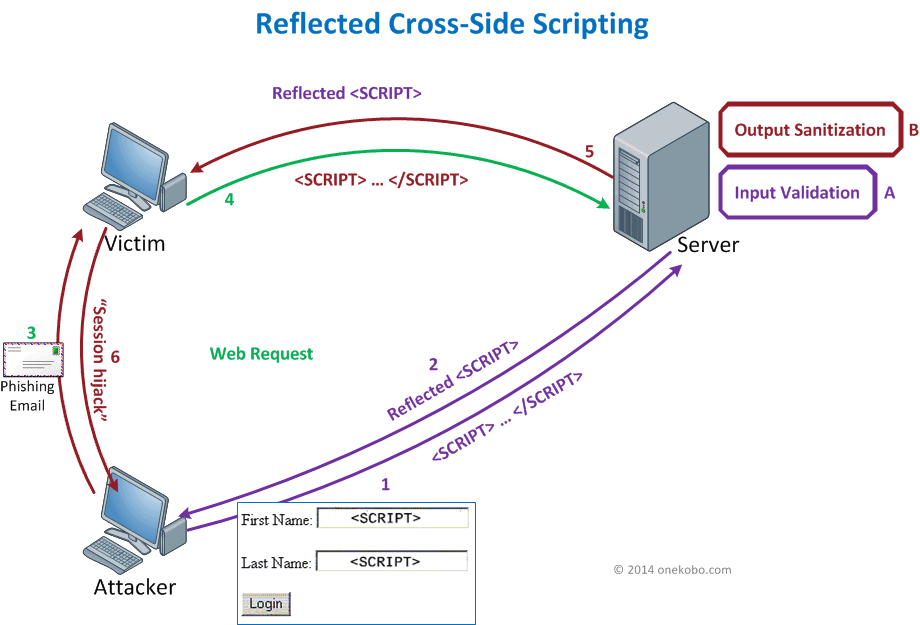 Reflected Cross-Side Scripting
Reflected <SCRIPT>
5
Output Sanitization
B
<SCRIPT> ... </SCRIPT>
4
Input Validation
A
Victim
Server
3
"Session hijack"
6
Web Request
2
Reflected <SCRIPT>
Phishing
Email
<SCRIPT> ... </SCRIPT>
1
First Name: <SCRIPT>
Last Name: <SCRIPT>
Login
Attacker
© 2014 onekobo.com